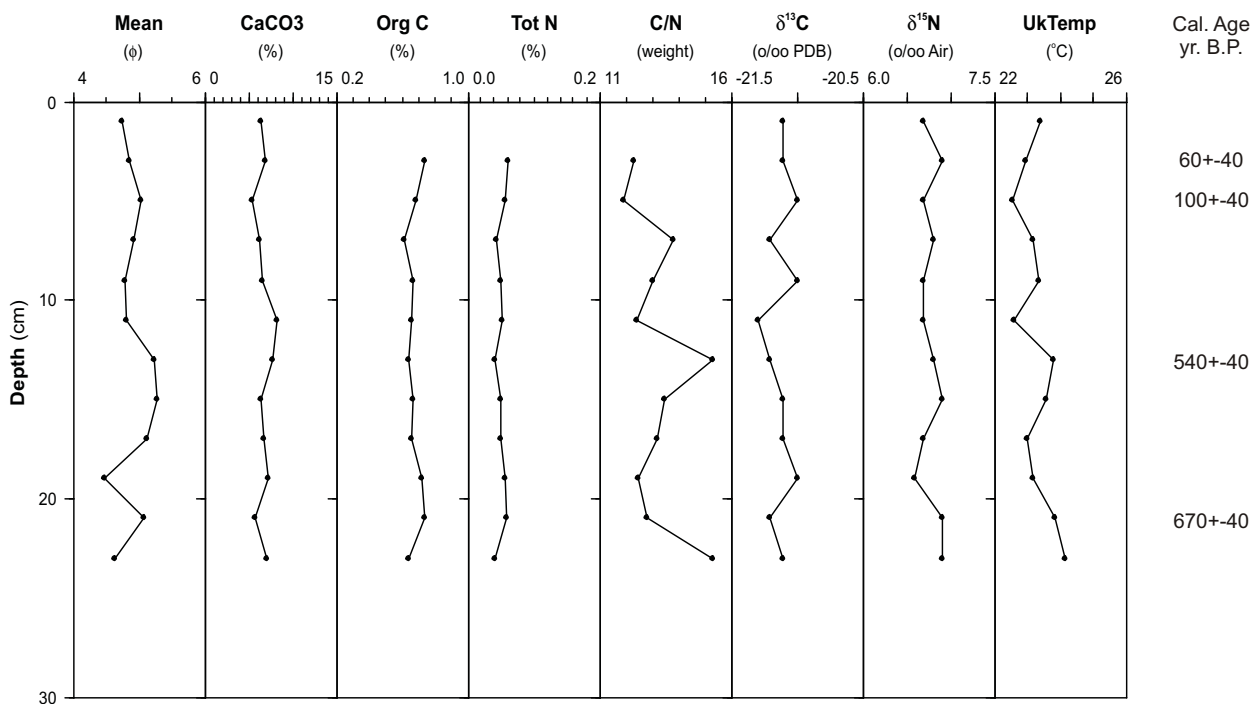 Mean CaCO3 Org C Tot N C/N δ¹³C δ¹⁵N UkTemp Cal. Age
(ϕ) (%) (%) (%) (weight) (o/oo PDB) (o/oo Air) (°C) yr. B.P.
4 6 0 15 0.2 1.0 0.0 0.2 11 16 -21.5 -20.5 6.0 7.5 22 26
0
60+-40
100+-40
10
Depth (cm)
540+-40
20
670+-40
30